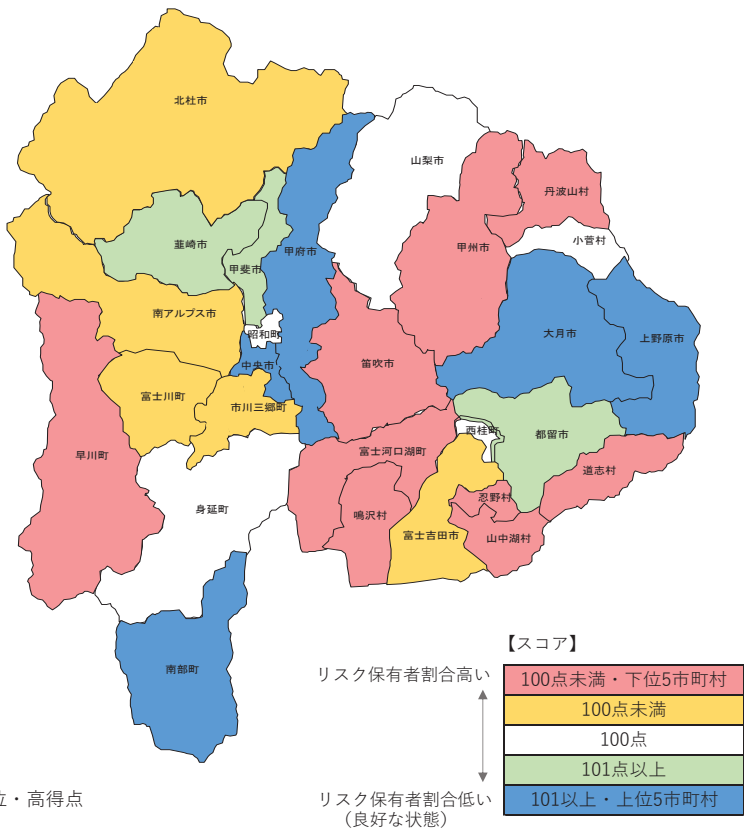 北杜市
山梨市
丹波山村
韮崎市
甲斐市
甲府市
甲州市
小菅村
南アルプス市
昭和町
大月市
上野原市
中央市
笛吹市
富士川町
市川三郷町
早川町
富士河口湖町
西桂町
都留市
道志村
身延町
鳴沢村
忍野村
富士吉田市
山中湖村
南部町
【スコア】
リスク保有者割合高い
100点未満・下位5市町村
100点未満
100点
101点以上
リスク保有者割合低い
(良好な状態)
101以上・上位5市町村
位・高得点